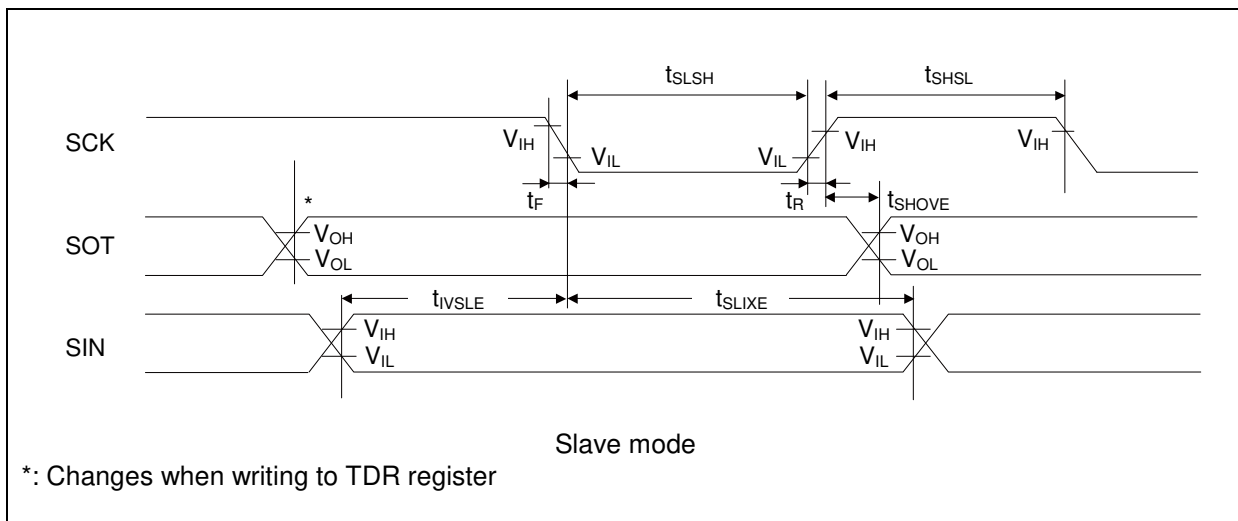 tSLSH tSHSL
SCK VIH VIL VIL VIH VIH
tF tR tSHOVE
*
SOT VOH VOH
VOL VOL
tIVSLE tSLIXE
SIN VIH VIH
VIL VIL
Slave mode
*: Changes when writing to TDR register